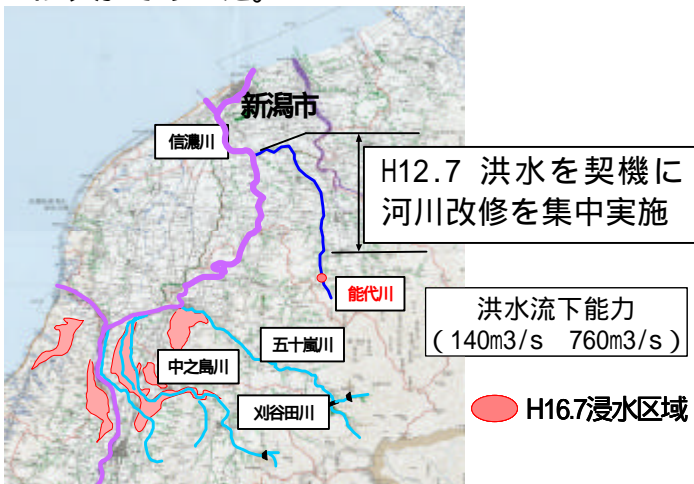 新潟市
信濃川
H12.7 洪水を契機に
河川改修を集中実施
能代川
洪水流下能力
(140m3/s 760m3/s)
五十嵐川
中之島川
刈谷田川
H16.7浸水区域